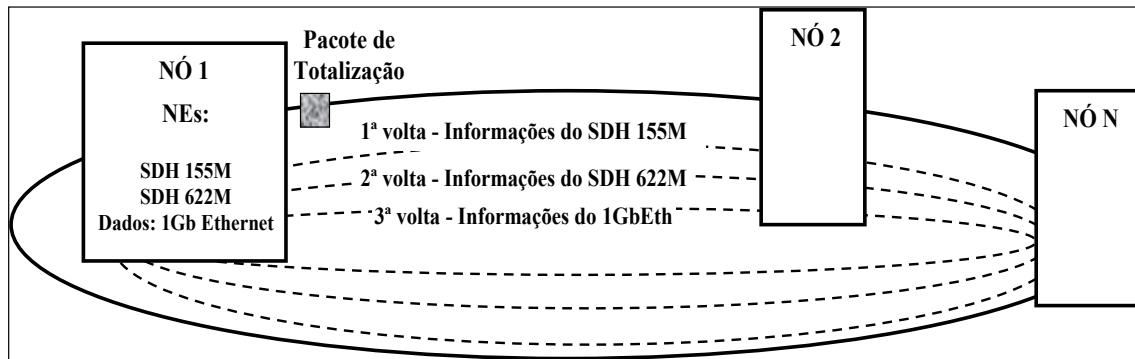 NÓ 1
NEs:
SDH 155M
SDH 622M
Dados: 1Gb Ethernet
Pacote de
Totalização
1ª volta - Informações do SDH 155M
2ª volta - Informações do SDH 622M
3ª volta - Informações do 1GbEth
NÓ 2
NÓ N